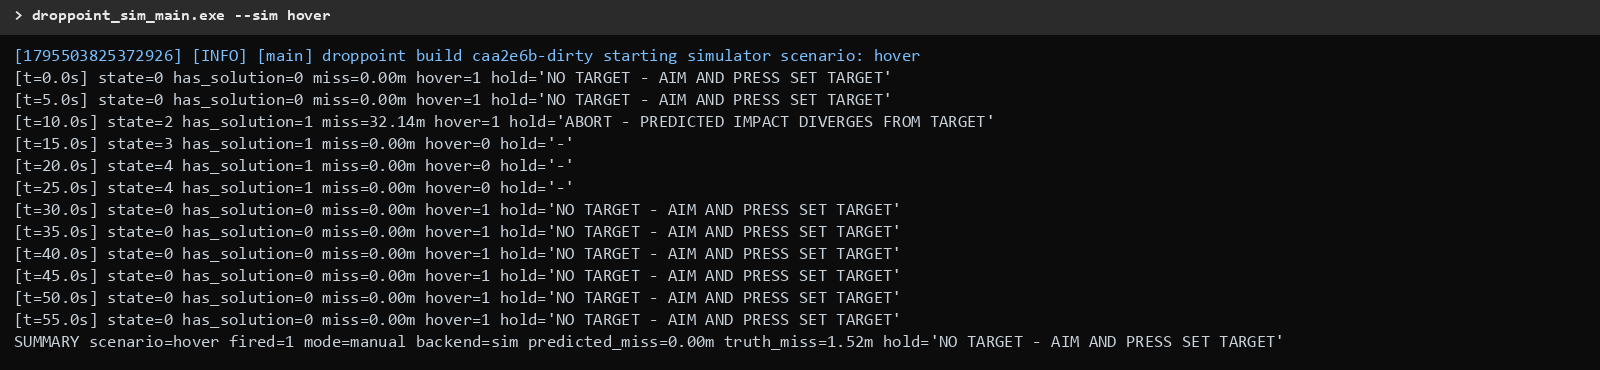 > droppoint_sim_main.exe --sim hover
[1795503825372926] [INFO] [main] droppoint build caa2e6b-dirty starting simulator scenario: hover
[t=0.0s] state=0 has_solution=0 miss=0.00m hover=1 hold='NO TARGET - AIM AND PRESS SET TARGET'
[t=5.0s] state=0 has_solution=0 miss=0.00m hover=1 hold='NO TARGET - AIM AND PRESS SET TARGET'
[t=10.0s] state=2 has_solution=1 miss=32.14m hover=1 hold='ABORT - PREDICTED IMPACT DIVERGES FROM TARGET'
[t=15.0s] state=3 has_solution=1 miss=0.00m hover=0 hold='-'
[t=20.0s] state=4 has_solution=1 miss=0.00m hover=0 hold='-'
[t=25.0s] state=4 has_solution=1 miss=0.00m hover=0 hold='-'
[t=30.0s] state=0 has_solution=0 miss=0.00m hover=1 hold='NO TARGET - AIM AND PRESS SET TARGET'
[t=35.0s] state=0 has_solution=0 miss=0.00m hover=1 hold='NO TARGET - AIM AND PRESS SET TARGET'
[t=40.0s] state=0 has_solution=0 miss=0.00m hover=1 hold='NO TARGET - AIM AND PRESS SET TARGET'
[t=45.0s] state=0 has_solution=0 miss=0.00m hover=1 hold='NO TARGET - AIM AND PRESS SET TARGET'
[t=50.0s] state=0 has_solution=0 miss=0.00m hover=1 hold='NO TARGET - AIM AND PRESS SET TARGET'
[t=55.0s] state=0 has_solution=0 miss=0.00m hover=1 hold='NO TARGET - AIM AND PRESS SET TARGET'
SUMMARY scenario=hover fired=1 mode=manual backend=sim predicted_miss=0.00m truth_miss=1.52m hold='NO TARGET - AIM AND PRESS SET TARGET'